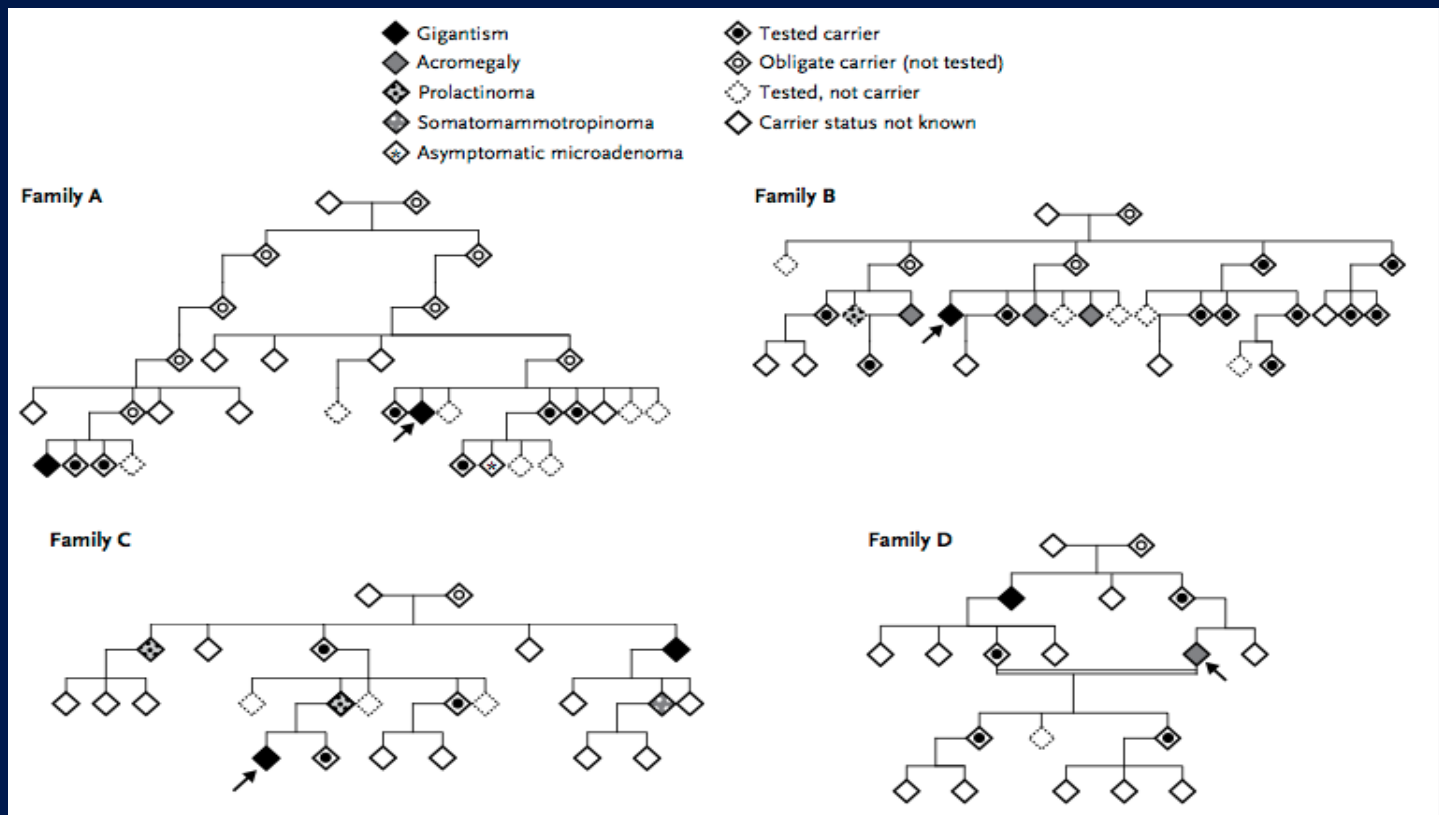 Gigantism
Acromegaly
Prolactinoma
Somatomammotropinoma
Asymptomatic microadenoma
Tested carrier
Obligate carrier (not tested)
Tested, not carrier
Carrier status not known
Family A
Family B
Family C
Family D